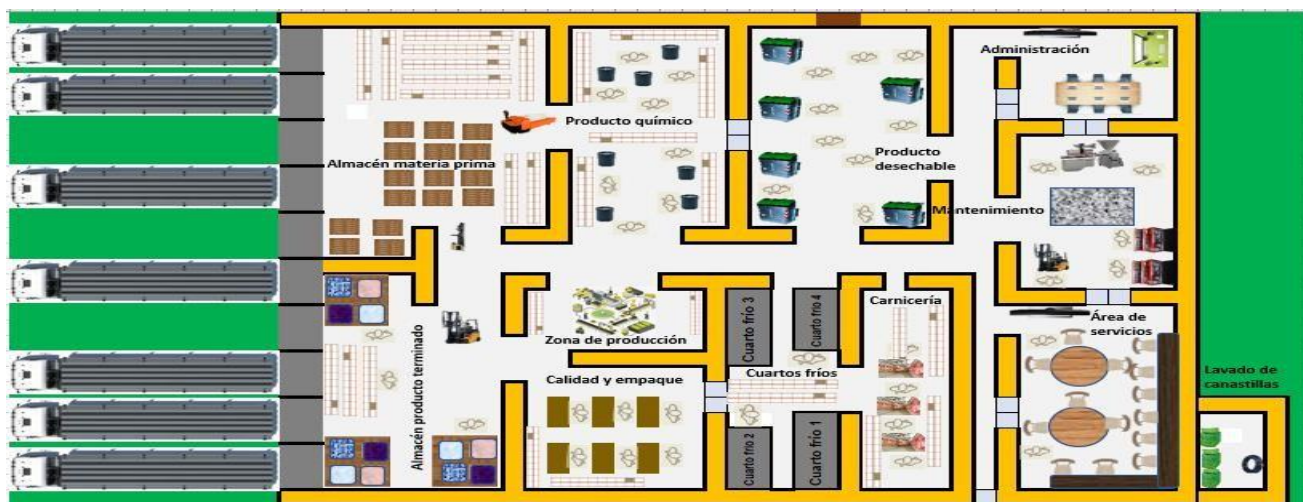 Administración
Producto químico
Almacén materia prima
Producto
desechable
Mantenimiento
Cuarto frío 3
Cuarto frío 4
Carnicería
Área de
servicios
Zona de producción
Almacén producto terminado
Calidad y empaque
Cuartos fríos
Lavado de
canastillas
Cuarto frío 2
Cuarto frío 1